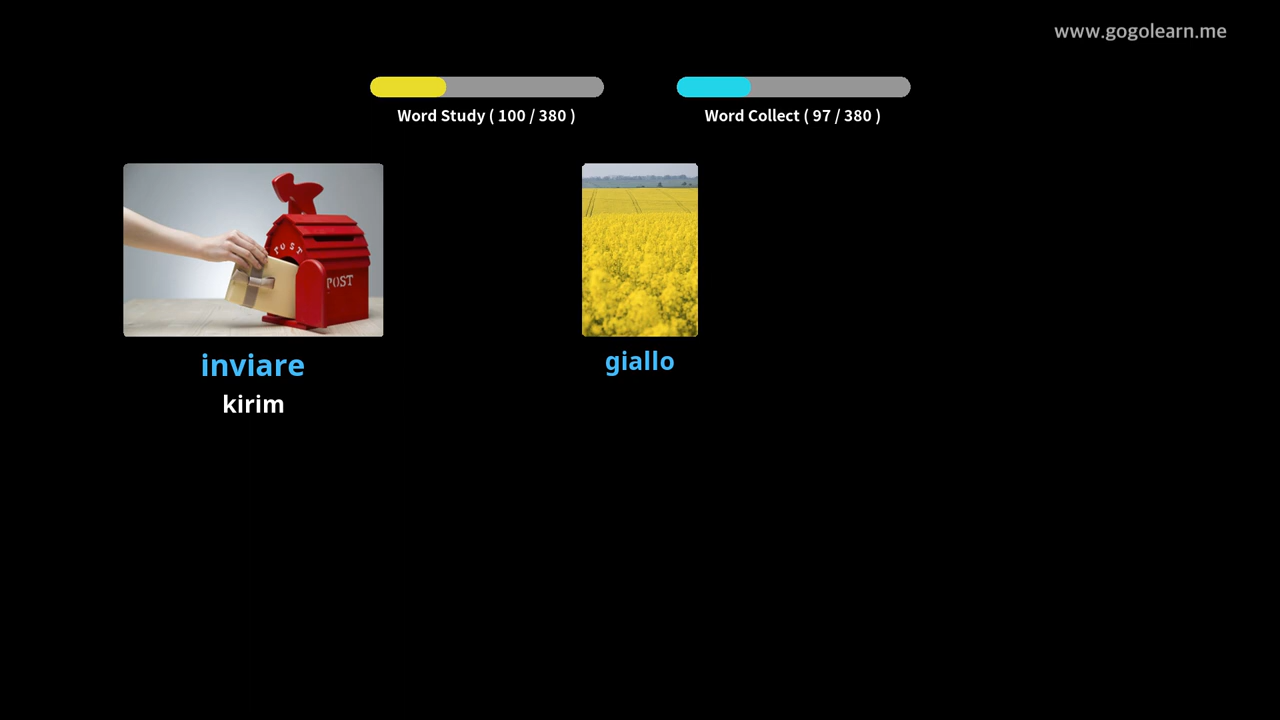 www.gogolearn.me
Word Study ( 100 / 380 )
Word Collect ( 97 / 380 )
POST
POST
inviare
kirim
giallo